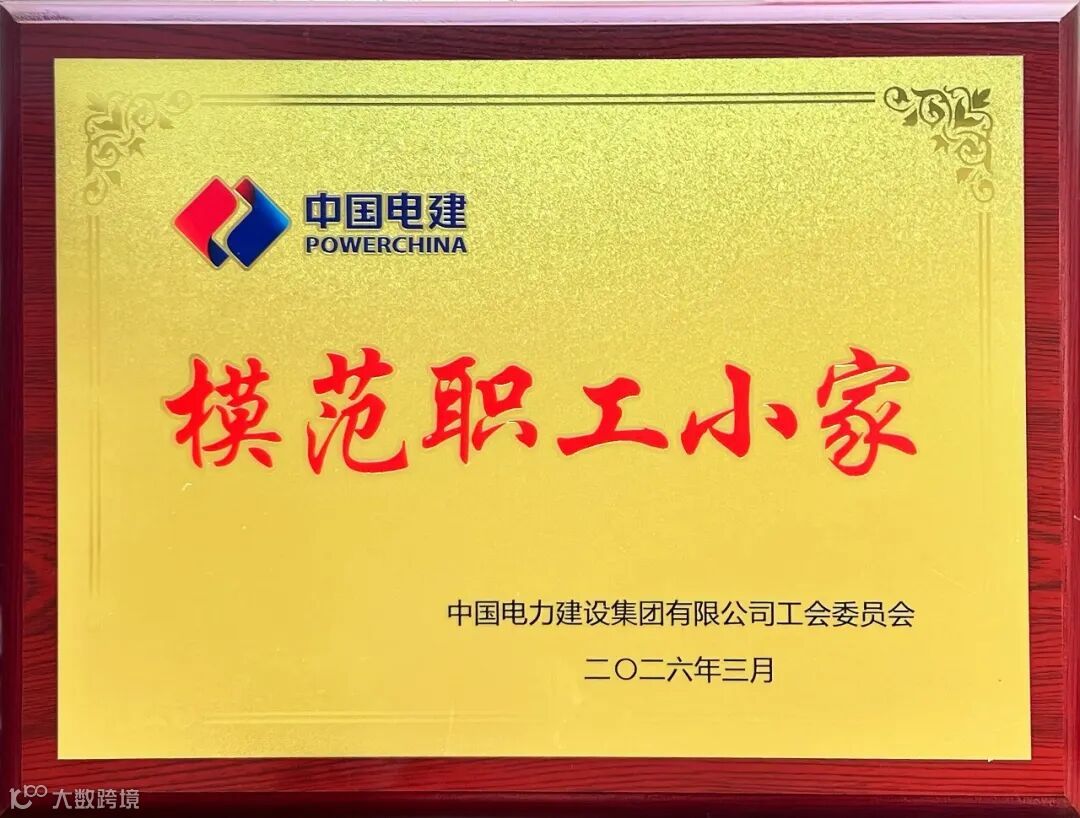 中国电建
POWERCHINA
模范职工小家
中国电力建设集团有限公司工会委员会
二〇二六年三月
大数跨境